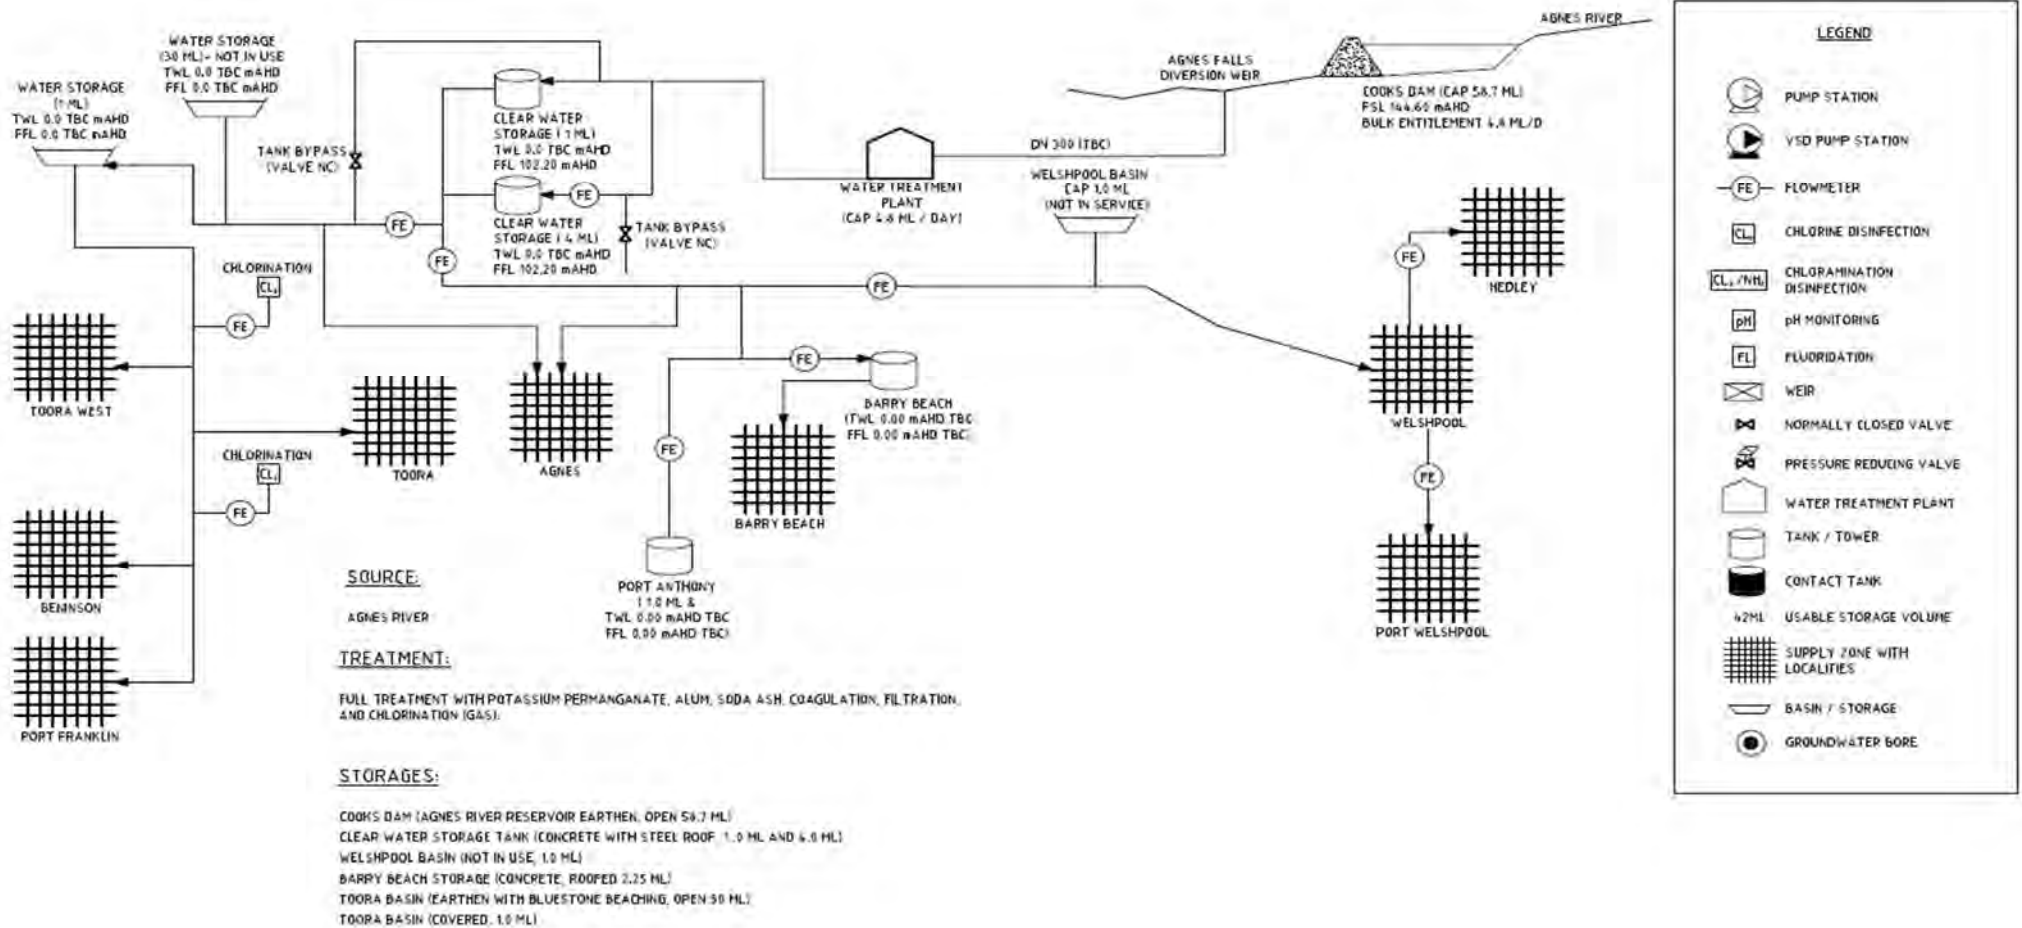 AGNES RIVER
WATER STORAGE
(30 ML) - NOT IN USE
TWL 0.0 TBC mAHD
FFL 0.0 TBC mAHD
WATER STORAGE
(1 ML)
TWL 0.0 TBC mAHD
FFL 0.0 TBC mAHD
TANK BYPASS
(VALVE NC)
CLEAR WATER
STORAGE (1 ML)
TWL 0.0 TBC mAHD
FFL 102.20 mAHD
CLEAR WATER
STORAGE (4 ML)
TWL 0.0 TBC mAHD
FFL 102.20 mAHD
FE
TANK BYPASS
(VALVE NC)
FE
FE
WATER TREATMENT
PLANT
(CAP 4.8 ML / DAY)
AGNES FALLS
DIVERSION WEIR
COOKS DAM (CAP 58.7 ML)
FSL 144.60 mAHD
BULK ENTITLEMENT 4.8 ML/D
DN 300 (TBC)
WELSHPOOL BASIN
CAP 1.0 ML
(NOT IN SERVICE)
FE
FE
HEDLEY
WELSHPOOL
FE
PORT WELSHPOOL
CHLORINATION
CL₂
FE
TOORA WEST
TOORA
AGNES
FE
BARRY BEACH
(TWL 0.00 mAHD TBC
FFL 0.00 mAHD TBC)
BARRY BEACH
FE
PORT ANTHONY
(1.0 ML &
TWL 0.00 mAHD TBC
FFL 0.00 mAHD TBC)
CHLORINATION
CL₂
FE
BENINSON
PORT FRANKLIN
SOURCE:
AGNES RIVER
TREATMENT:
FULL TREATMENT WITH POTASSIUM PERMANGANATE, ALUM, SODA ASH, COAGULATION, FILTRATION,
AND CHLORINATION (GAS).
STORAGES:
COOKS DAM (AGNES RIVER RESERVOIR EARTHEN, OPEN 58.7 ML)
CLEAR WATER STORAGE TANK (CONCRETE WITH STEEL ROOF, 1.0 ML AND 4.0 ML)
WELSHPOOL BASIN (NOT IN USE, 1.0 ML)
BARRY BEACH STORAGE (CONCRETE, ROOFED 2.25 ML)
TOORA BASIN (EARTHEN WITH BLUESTONE BEACHING, OPEN 30 ML)
TOORA BASIN (COVERED, 1.0 ML)
LEGEND
PUMP STATION
VSD PUMP STATION
FE FLOWMETER
CL₂ CHLORINE DISINFECTION
CL₂/NH₃ CHLORAMINATION
DISINFECTION
pH pH MONITORING
FL FLUORIDATION
WEIR
NORMALLY CLOSED VALVE
PRESSURE REDUCING VALVE
WATER TREATMENT PLANT
TANK / TOWER
CONTACT TANK
42ML USABLE STORAGE VOLUME
SUPPLY ZONE WITH
LOCALITIES
BASIN / STORAGE
GROUNDWATER BORE